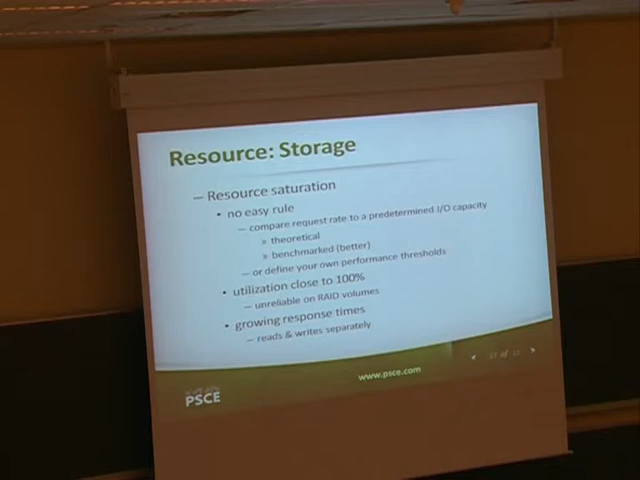 Resource: Storage
– Resource saturation
• no easy rule
– compare request rate to a predetermined I/O capacity
» theoretical
» benchmarked (better)
– or define your own performance thresholds
• utilization close to 100%
– unreliable on RAID volumes
• growing response times
– reads & writes separately
www.psce.com
PSCE